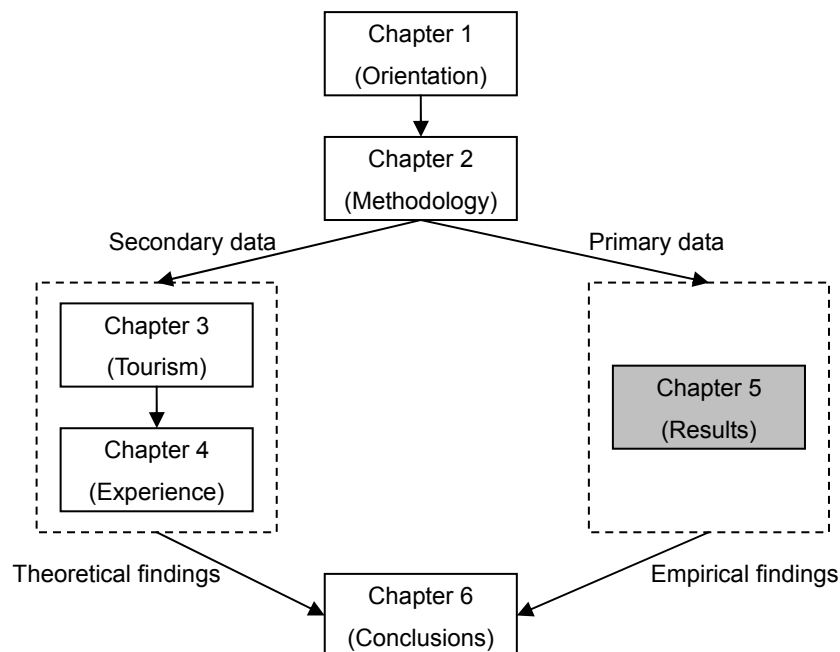 Chapter 1
(Orientation)
Chapter 2
(Methodology)
Secondary data
Primary data
Chapter 3
(Tourism)
Chapter 4
(Experience)
Chapter 5
(Results)
Theoretical findings
Empirical findings
Chapter 6
(Conclusions)